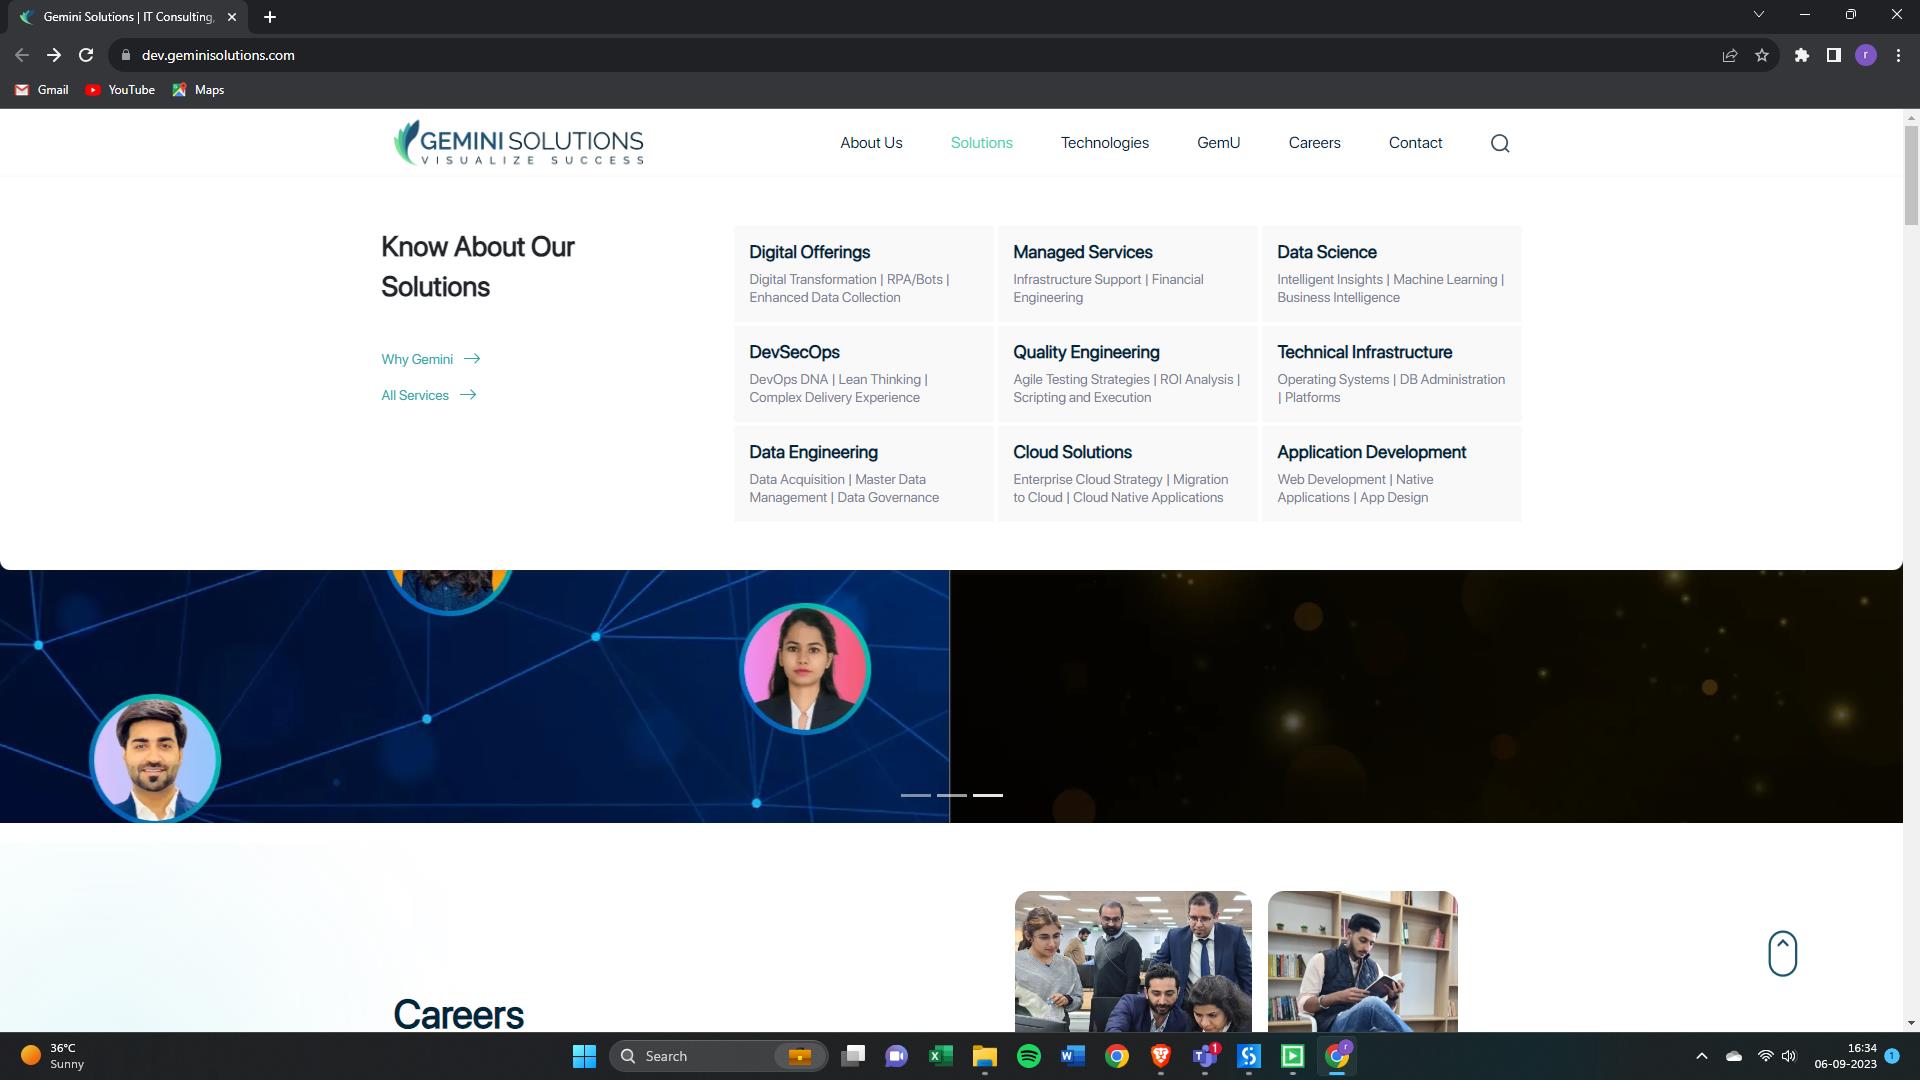 Gemini Solutions | IT Consulting,
dev.geminisolutions.com
r
Gmail
YouTube
Maps
GEMINI SOLUTIONS
VISUALIZE SUCCESS
About Us
Solutions
Technologies
GemU
Careers
Contact
Know About Our
Solutions
Why Gemini
All Services
Digital Offerings
Digital Transformation | RPA/Bots |
Enhanced Data Collection
Managed Services
Infrastructure Support | Financial
Engineering
Data Science
Intelligent Insights | Machine Learning |
Business Intelligence
DevSecOps
DevOps DNA | Lean Thinking |
Complex Delivery Experience
Quality Engineering
Agile Testing Strategies | ROI Analysis |
Scripting and Execution
Technical Infrastructure
Operating Systems | DB Administration
| Platforms
Data Engineering
Data Acquisition | Master Data
Management | Data Governance
Cloud Solutions
Enterprise Cloud Strategy | Migration
to Cloud | Cloud Native Applications
Application Development
Web Development | Native
Applications | App Design
Careers
36°C
Sunny
Search
1
r
16:34
06-09-2023
1